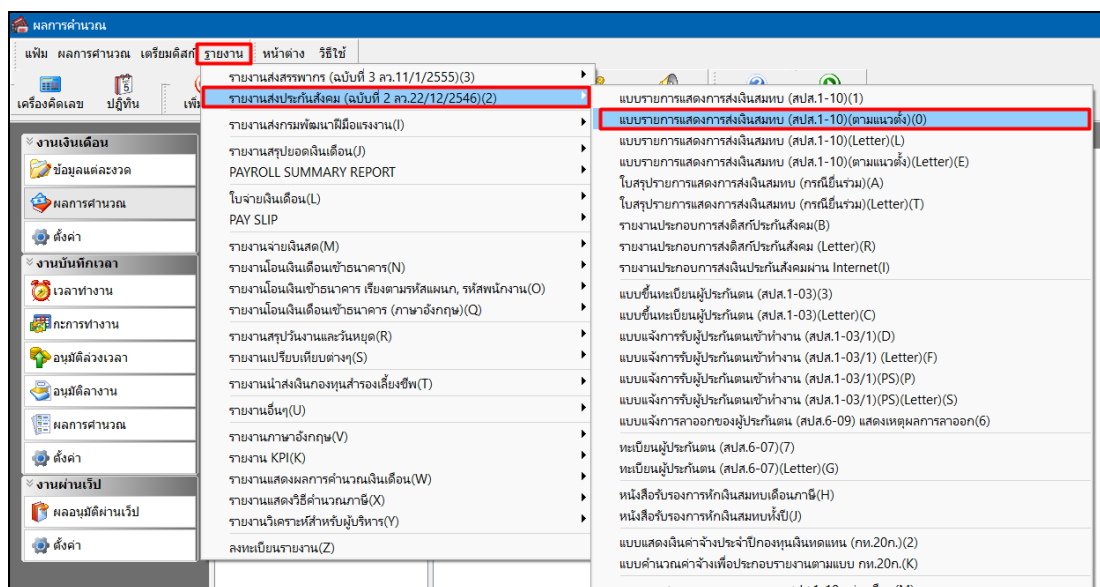 ผลการคำนวณ
แฟ้ม ผลการคำนวณ เตรียมดิสก์ รายงาน หน้าต่าง วิธีใช้
เครื่องคิดเลข ปฏิทิน
งานเงินเดือน
ข้อมูลแต่ละงวด
ผลการคำนวณ
ตั้งค่า
งานบันทึกเวลา
เวลาทำงาน
กะการทำงาน
อนุมัติล่วงเวลา
อนุมัติลางาน
ผลการคำนวณ
ตั้งค่า
งานผ่านเว็ป
ผลอนุมัติผ่านเว็ป
ตั้งค่า
รายงานส่งสรรพากร (ฉบับที่ 3 ลว.11/1/2555)(3)
รายงานส่งประกันสังคม (ฉบับที่ 2 ลว.22/12/2546)(2)
รายงานส่งกรมพัฒนาฝีมือแรงงาน(I)
รายงานสรุปยอดเงินเดือน(J)
PAYROLL SUMMARY REPORT
ใบจ่ายเงินเดือน(L)
PAY SLIP
รายงานจ่ายเงินสด(M)
รายงานโอนเงินเดือนเข้าธนาคาร(N)
รายงานโอนเงินเข้าธนาคาร เรียงตามรหัสแผนก, รหัสพนักงาน(O)
รายงานโอนเงินเดือนเข้าธนาคาร (ภาษาอังกฤษ)(Q)
รายงานสรุปวันงานและวันหยุด(R)
รายงานเปรียบเทียบต่างๆ(S)
รายงานนำส่งเงินกองทุนสำรองเลี้ยงชีพ(T)
รายงานอื่นๆ(U)
รายงานภาษาอังกฤษ(V)
รายงาน KPI(K)
รายงานแสดงผลการคำนวณเงินเดือน(W)
รายงานแสดงวิธีคำนวณภาษี(X)
รายงานวิเคราะห์สำหรับผู้บริหาร(Y)
ลงทะเบียนรายงาน(Z)
แบบรายการแสดงการส่งเงินสมทบ (สปส.1-10)(1)
แบบรายการแสดงการส่งเงินสมทบ (สปส.1-10)(ตามแนวตั้ง)(0)
แบบรายการแสดงการส่งเงินสมทบ (สปส.1-10)(Letter)(L)
แบบรายการแสดงการส่งเงินสมทบ (สปส.1-10)(ตามแนวตั้ง)(Letter)(E)
ใบสรุปรายการแสดงการส่งเงินสมทบ (กรณียื่นร่วม)(A)
ใบสรุปรายการแสดงการส่งเงินสมทบ (กรณียื่นร่วม)(Letter)(T)
รายงานประกอบการส่งดิสก์ประกันสังคม(B)
รายงานประกอบการส่งดิสก์ประกันสังคม (Letter)(R)
รายงานประกอบการส่งเงินประกันสังคมผ่าน Internet(I)
แบบขึ้นทะเบียนผู้ประกันตน (สปส.1-03)(3)
แบบขึ้นทะเบียนผู้ประกันตน (สปส.1-03)(Letter)(C)
แบบแจ้งการรับผู้ประกันตนเข้าทำงาน (สปส.1-03/1)(D)
แบบแจ้งการรับผู้ประกันตนเข้าทำงาน (สปส.1-03/1) (Letter)(F)
แบบแจ้งการรับผู้ประกันตนเข้าทำงาน (สปส.1-03/1)(PS)(P)
แบบแจ้งการรับผู้ประกันตนเข้าทำงาน (สปส.1-03/1)(PS)(Letter)(S)
แบบแจ้งการลาออกของผู้ประกันตน (สปส.6-09) แสดงเหตุผลการลาออก(6)
ทะเบียนผู้ประกันตน (สปส.6-07)(7)
ทะเบียนผู้ประกันตน (สปส.6-07)(Letter)(G)
หนังสือรับรองการหักเงินสมทบเดือนภาษี(H)
หนังสือรับรองการหักเงินสมทบทั้งปี(J)
แบบแสดงเงินค่าจ้างประจำปีกองทุนเงินทดแทน (กท.20ก.)(2)
แบบคำนวณค่าจ้างเพื่อประกอบรายงานตามแบบ กท.20ก.(K)